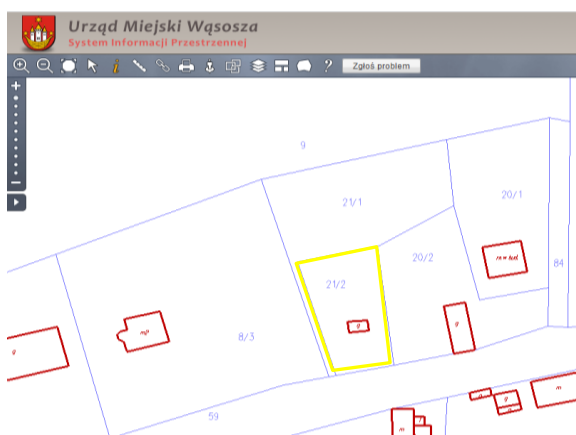 Urząd Miejski Wąsosza
System Informacji Przestrzennej
i
?
Zgłoś problem
9
20/1
21/1
84
20/2
21/2
g
g
8/3
g
59
m
m